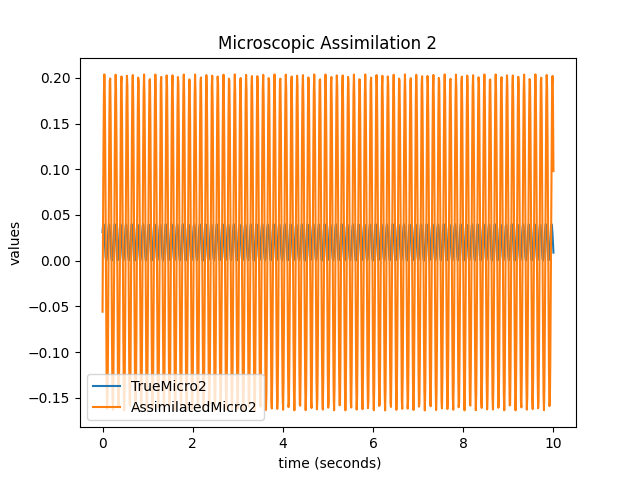 Microscopic Assimilation 2
values
0.20
0.15
0.10
0.05
0.00
−0.05
−0.10
−0.15
TrueMicro2
AssimilatedMicro2
0 2 4 6 8 10
time (seconds)